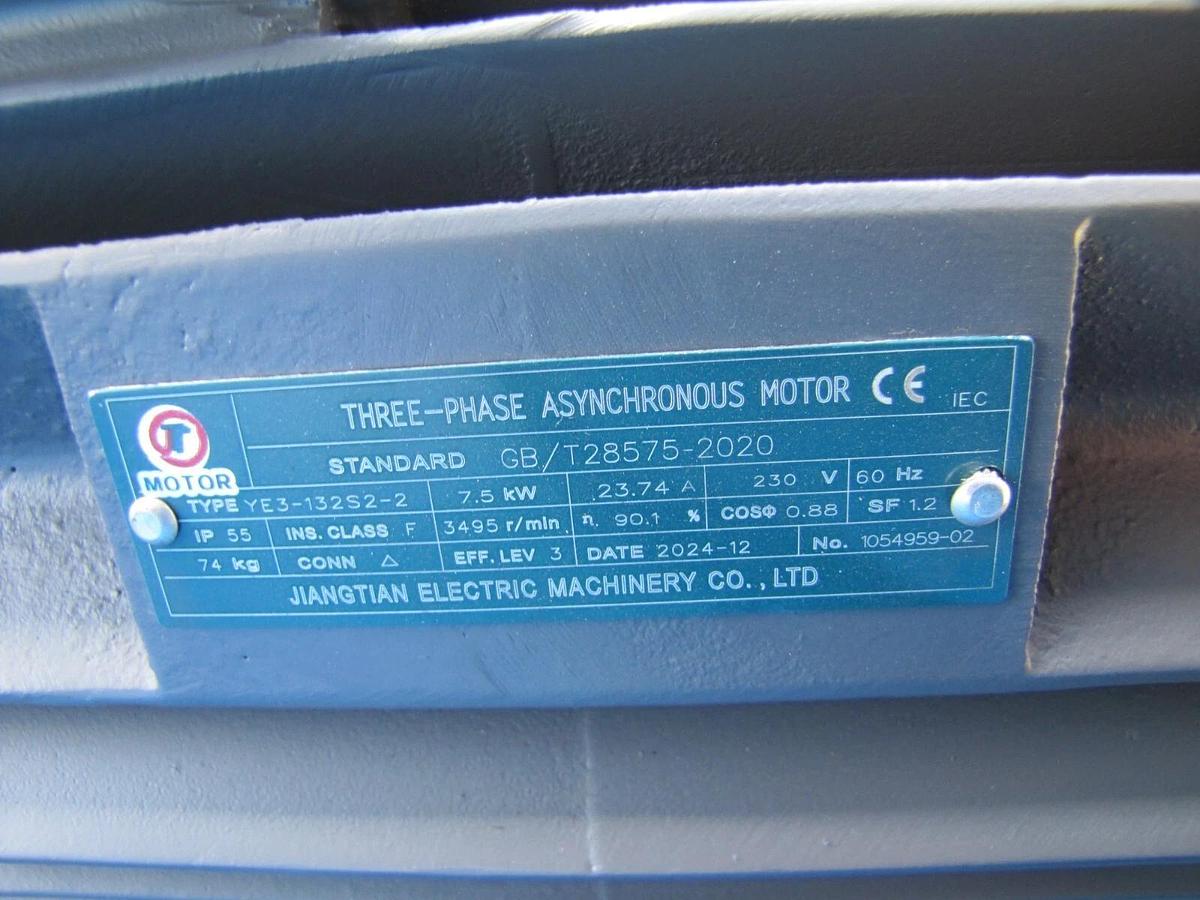 THREE-PHASE ASYNCHRONOUS MOTOR CE IEC
STANDARD GB/T28575-2020
JT
MOTOR
TYPE YE3-132S2-2 7.5 kW 23.74 A 230 V 60 Hz
IP 55 INS. CLASS F 3495 r/min η. 90.1 % COSΦ 0.88 SF 1.2
74 kg CONN △ EFF. LEV 3 DATE 2024-12 No. 1054959-02
JIANGTIAN ELECTRIC MACHINERY CO., LTD